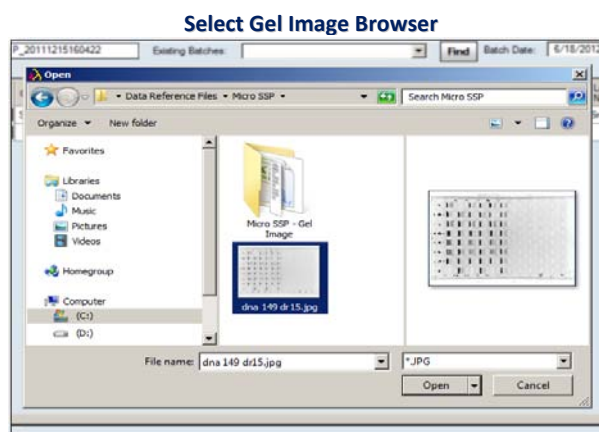 Select Gel Image Browser
P_20111215160422 Existing Batches: Find Batch Date: 6/18/2012
Open
Data Reference Files Micro SSP Search Micro SSP
Organize New folder
Favorites
Libraries
Documents
Music
Pictures
Videos
Homegroup
Computer
(C:)
(D:)
Micro SSP - Gel
Image
dna 149 dr15.jpg
File name: dna 149 dr15.jpg *.JPG
Open Cancel